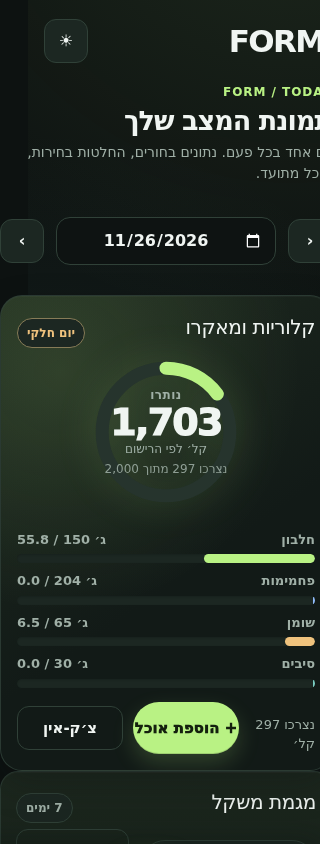 FORM
FORM / TODA
תמונת המצב שלך
אחד בכל פעם. נתונים בחורים, החלטות בחירות,
כל מתועד.
‹
11/26/2026
›
קלוריות ומאקרו
יום חלקי
נותרו
1,703
קל׳ לפי הרישום
נצרכו 297 מתוך 2,000
חלבון
55.8 / 150 ג׳
פחמימות
0.0 / 204 ג׳
שומן
6.5 / 65 ג׳
סיבים
0.0 / 30 ג׳
נצרכו 297 קל׳
+ הוספת אוכל
צ׳ק-אין
מגמת משקל
7 ימים